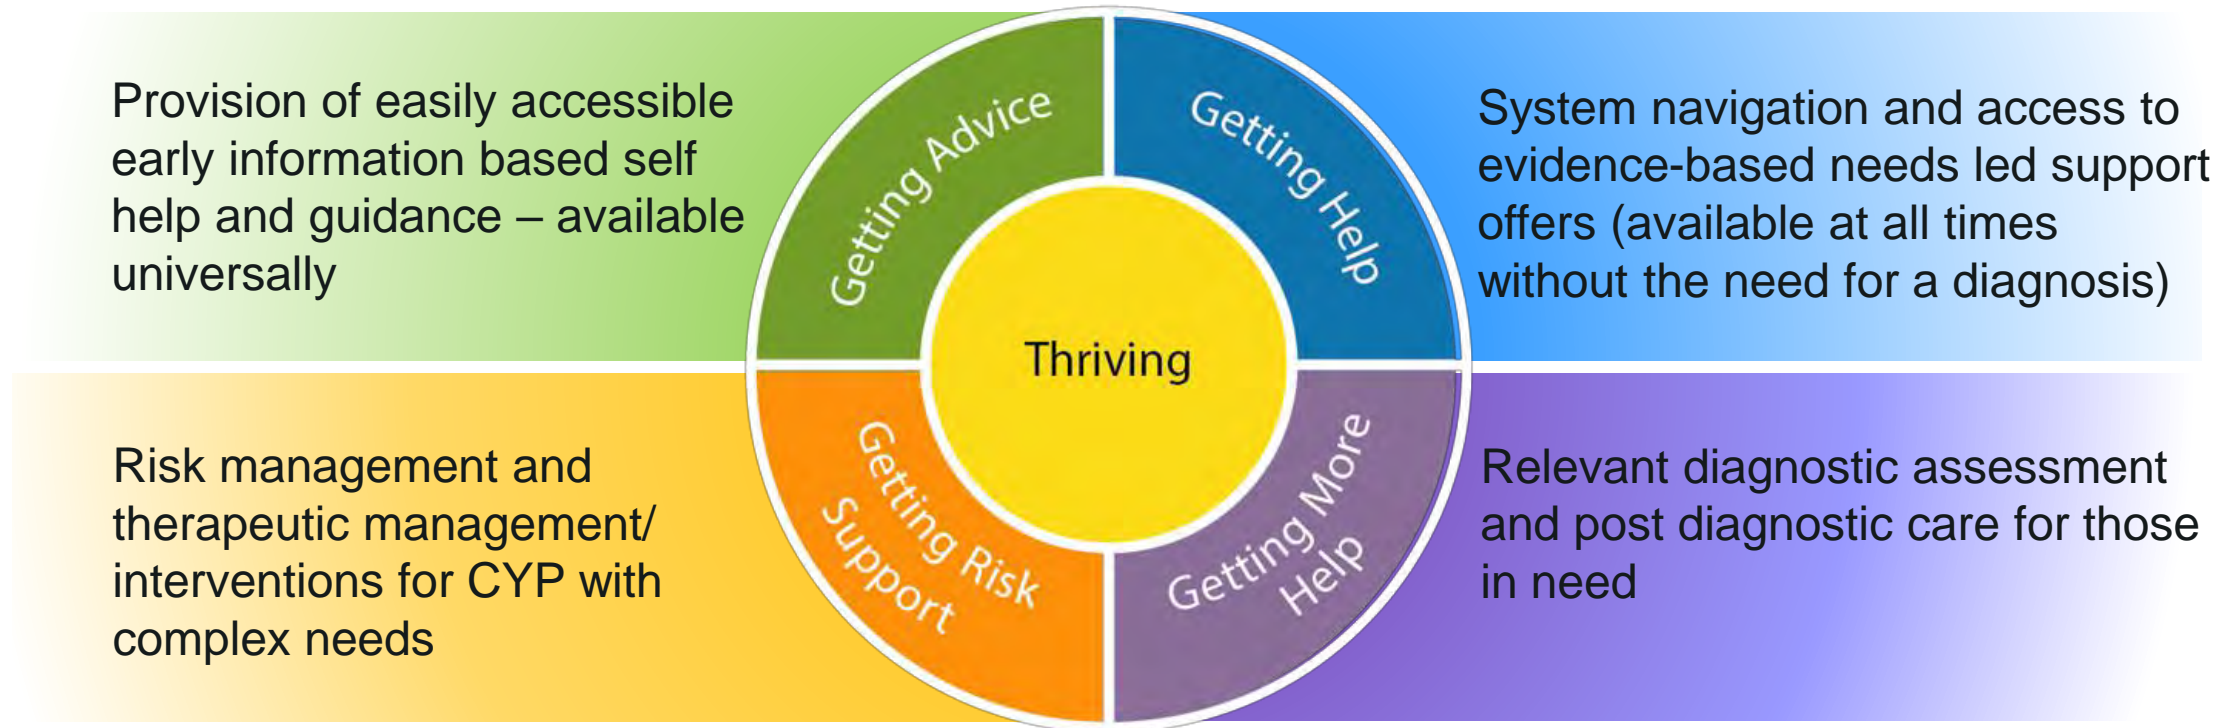 Provision of easily accessible
early information based self
help and guidance – available
universally
Getting Advice
Getting Help
System navigation and access to
evidence-based needs led support
offers (available at all times
without the need for a diagnosis)
Thriving
Risk management and
therapeutic management/
interventions for CYP with
complex needs
Getting Risk
Support
Getting More
Help
Relevant diagnostic assessment
and post diagnostic care for those
in need